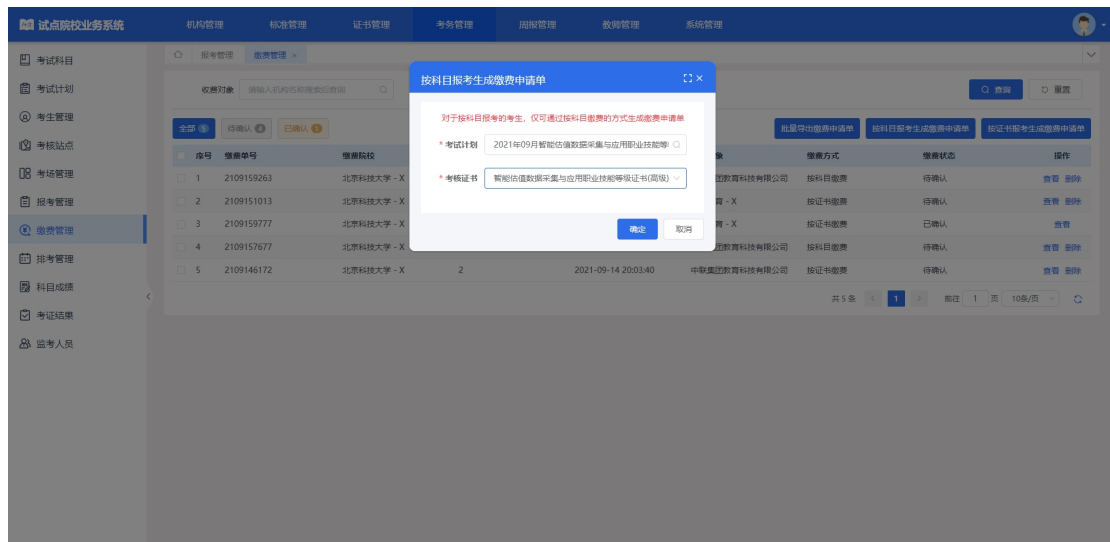 试点院校业务系统 机构管理 标准管理 证书管理 考务管理 周报管理 教师管理 系统管理
考试科目 报考管理 缴费管理 ×
考试计划
考生管理
考核站点
考场管理
报考管理
缴费管理
排考管理
科目成绩
考证结果
监考人员
收费对象 请输入机构名称搜索后查询 查询 重置
全部 5 待确认 4 已确认 1 批量导出缴费申请单 按科目报考生成缴费申请单 按证书报考生成缴费申请单
按科目报考生成缴费申请单 ×
对于按科目报考的考生，仅可通过按科目缴费的方式生成缴费申请单
* 考试计划 2021年09月智能估值数据采集与应用职业技能等
* 考核证书 智能估值数据采集与应用职业技能等级证书(高级)
确定 取消
序号 缴费单号 缴费院校 象 缴费方式 缴费状态 操作
1 2109159263 北京科技大学 - X 团教育科技有限公司 按科目缴费 待确认 查看 删除
2 2109151013 北京科技大学 - X 育 - X 按证书缴费 待确认 查看 删除
3 2109159777 北京科技大学 - X 育 - X 按证书缴费 已确认 查看
4 2109157677 北京科技大学 - X 团教育科技有限公司 按科目缴费 待确认 查看 删除
5 2109146172 北京科技大学 - X 2 2021-09-14 20:03:40 中联集团教育科技有限公司 按证书缴费 待确认 查看 删除
共 5 条 < 1 > 前往 1 页 10条/页